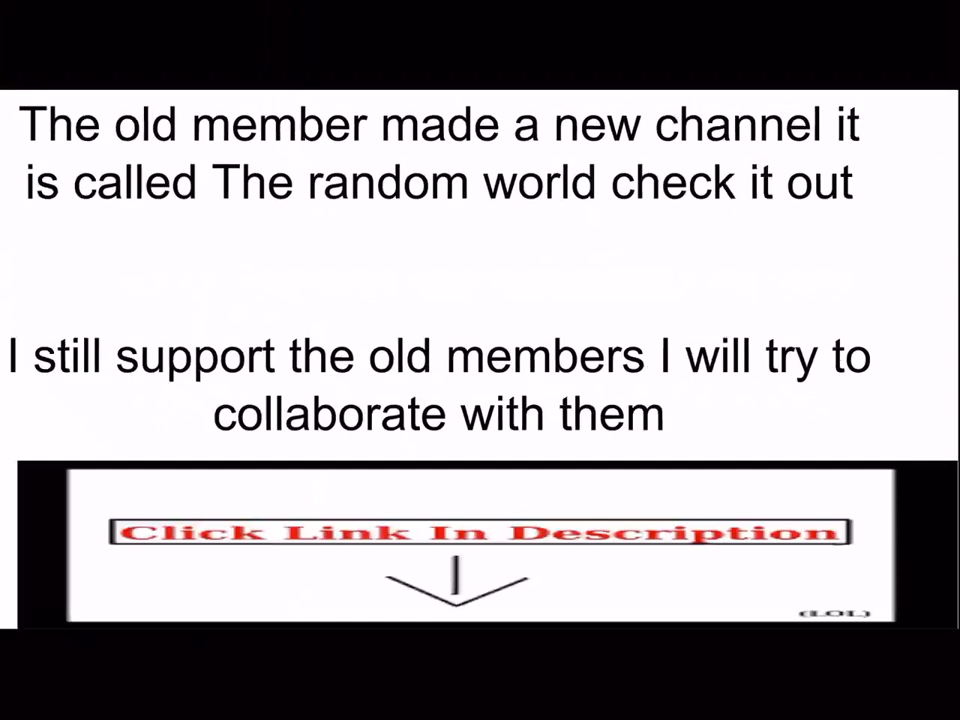 The old member made a new channel it
is called The random world check it out
I still support the old members I will try to
collaborate with them
Click Link In Description
(LOL)